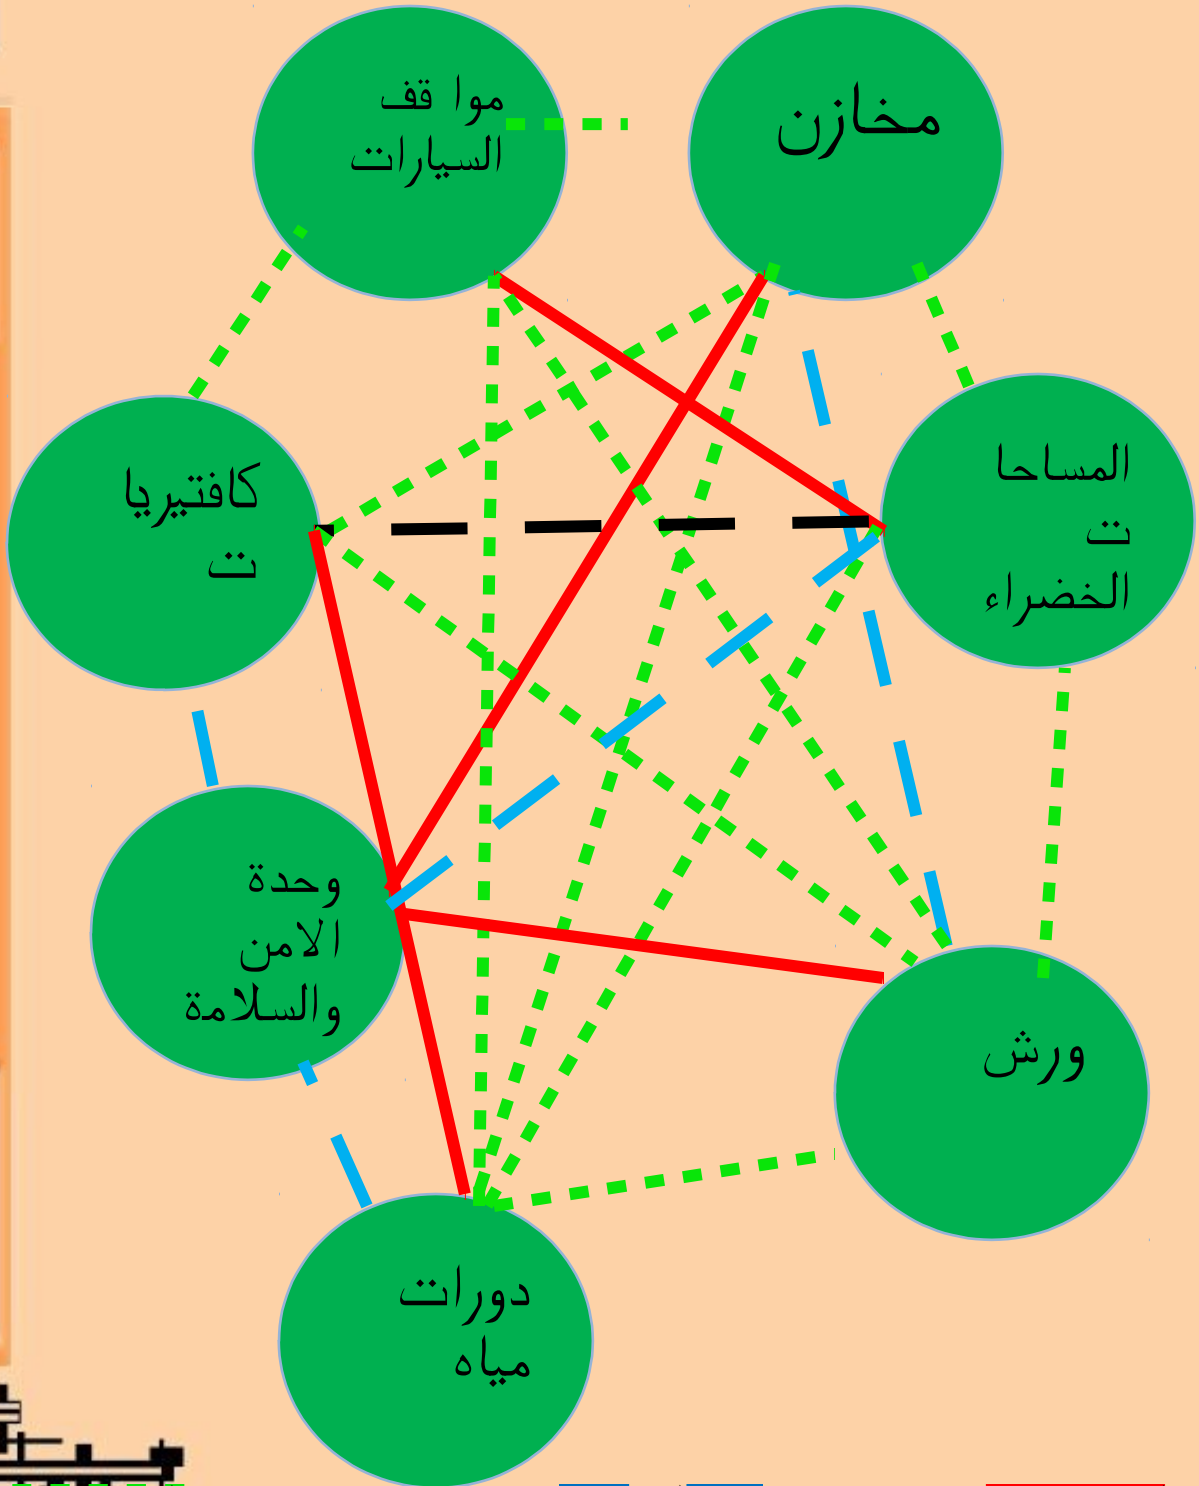 موا قف
السيارات
مخازن
كافتيريا
ت
المساحا
ت
الخضراء
وحدة
الامن
والسلامة
ورش
دورات
مياه